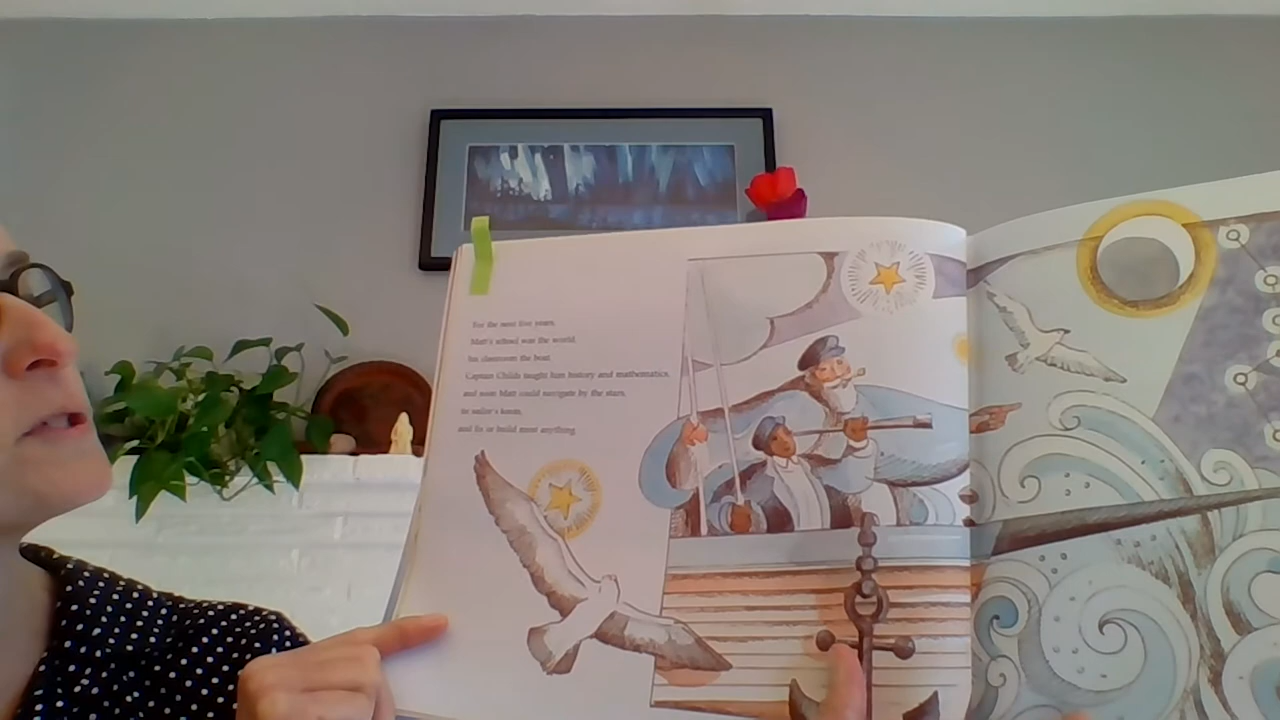 For the next five years,
Matt's school was the world,
his classroom the boat.
Captain Childs taught him history and mathematics,
and soon Matt could navigate by the stars,
tie sailor's knots,
and fix or build most anything.